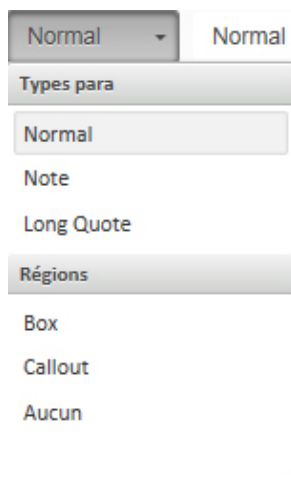 Normal Normal
Types para
Normal
Note
Long Quote
Régions
Box
Callout
Aucun